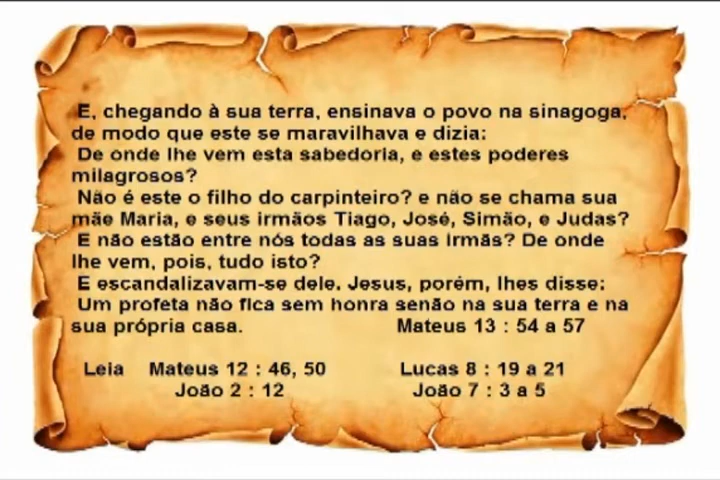 E, chegando à sua terra, ensinava o povo na sinagoga,
de modo que este se maravilhava e dizia:
De onde lhe vem esta sabedoria, e estes poderes
milagrosos?
Não é este o filho do carpinteiro? e não se chama sua
mãe Maria, e seus irmãos Tiago, José, Simão, e Judas?
E não estão entre nós todas as suas irmãs? De onde
lhe vem, pois, tudo isto?
E escandalizavam-se dele. Jesus, porém, lhes disse:
Um profeta não fica sem honra senão na sua terra e na
sua própria casa. Mateus 13 : 54 a 57
Leia Mateus 12 : 46, 50 Lucas 8 : 19 a 21
João 2 : 12 João 7 : 3 a 5